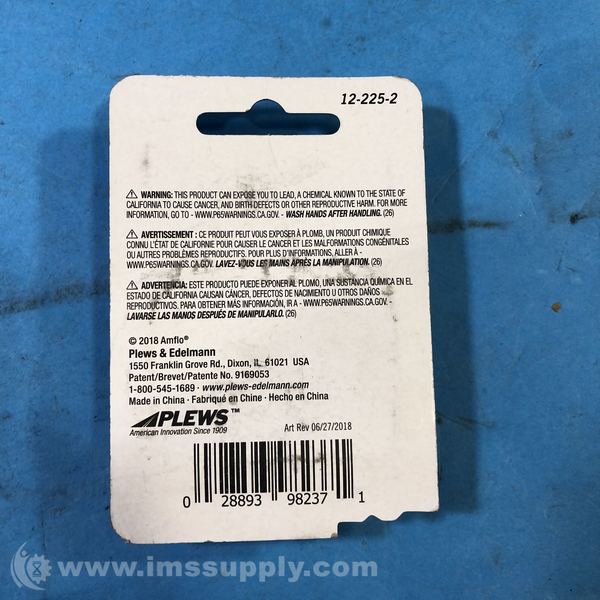 12-225-2
⚠ WARNING: THIS PRODUCT CAN EXPOSE YOU TO LEAD, A CHEMICAL KNOWN TO THE STATE OF
CALIFORNIA TO CAUSE CANCER, AND BIRTH DEFECTS OR OTHER REPRODUCTIVE HARM. FOR MORE
INFORMATION, GO TO - WWW.P65WARNINGS.CA.GOV. - WASH HANDS AFTER HANDLING. (26)
⚠ AVERTISSEMENT : CE PRODUIT PEUT VOUS EXPOSER À PLOMB, UN PRODUIT CHIMIQUE
CONNU L'ÉTAT DE CALIFORNIE POUR CAUSER LE CANCER ET LES MALFORMATIONS CONGÉNITALES
OU AUTRES PROBLÈMES REPRODUCTIFS. POUR PLUS D'INFORMATIONS, ALLER À -
WWW.P65WARNINGS.CA.GOV. LAVEZ-VOUS LES MAINS APRÈS LA MANIPULATION. (26)
⚠ ADVERTENCIA: ESTE PRODUCTO PUEDE EXPONER AL PLOMO, UNA SUSTANCIA QUÍMICA EN EL
ESTADO DE CALIFORNIA CAUSAN CÁNCER, DEFECTOS DE NACIMIENTO U OTROS DAÑOS
REPRODUCTIVOS. PARA OBTENER MÁS INFORMACIÓN, IR A - WWW.P65WARNINGS.CA.GOV. -
LAVARSE LAS MANOS DESPUÉS DE MANIPULARLO. (26)
© 2018 Amflo®
Plews & Edelmann
1550 Franklin Grove Rd., Dixon, IL 61021 USA
Patent/Brevet/Patente No. 9169053
1-800-545-1689 · www.plews-edelmann.com
Made in China · Fabriqué en Chine · Hecho en China
PLEWS™
American Innovation Since 1909
Art Rev 06/27/2018
0 28893 98237 1
www.imssupply.com